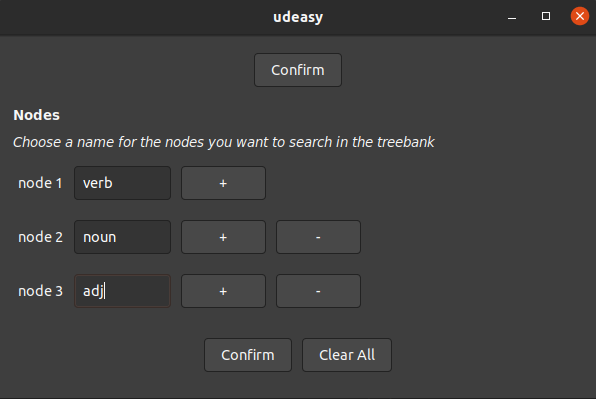 udeasy
Confirm
Nodes
Choose a name for the nodes you want to search in the treebank
node 1 verb +
node 2 noun + -
node 3 adj + -
Confirm Clear All